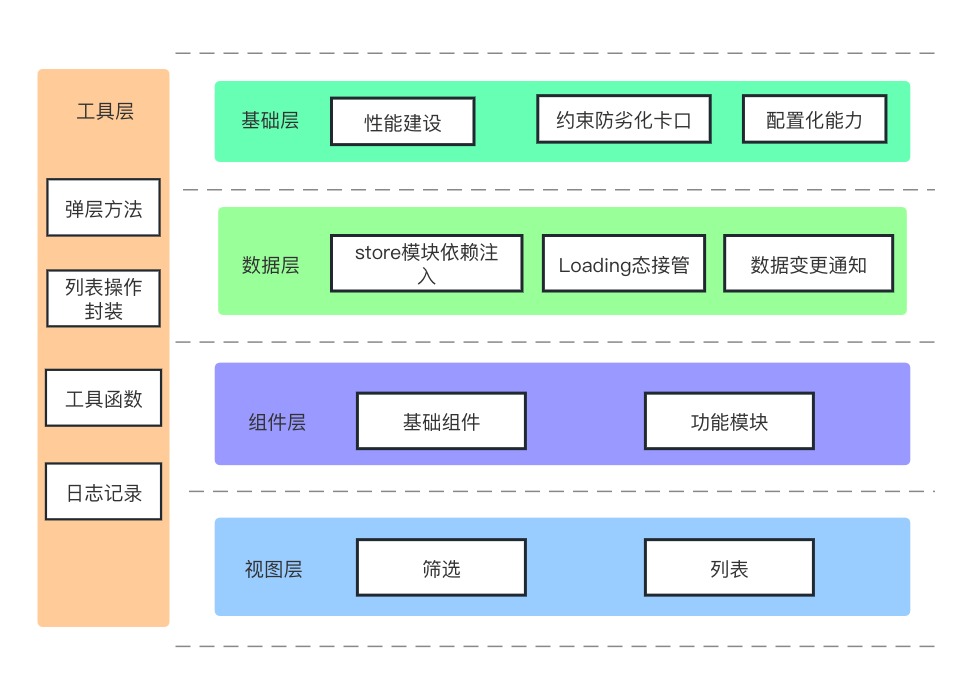 工具层
弹层方法
列表操作
封装
工具函数
日志记录
基础层
性能建设
约束防劣化卡口
配置化能力
数据层
store模块依赖注
入
Loading态接管
数据变更通知
组件层
基础组件
功能模块
视图层
筛选
列表